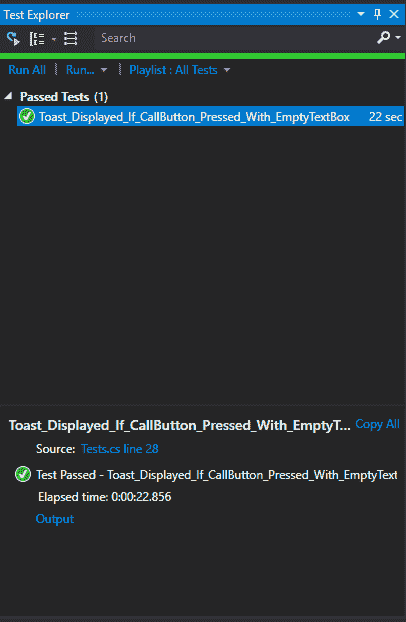 Test Explorer
Search
Run All Run... Playlist : All Tests
Passed Tests (1)
Toast_Displayed_If_CallButton_Pressed_With_EmptyTextBox 22 sec
Toast_Displayed_If_CallButton_Pressed_With_EmptyT... Copy All
Source: Tests.cs line 28
Test Passed - Toast_Displayed_If_CallButton_Pressed_With_EmptyText
Elapsed time: 0:00:22.856
Output